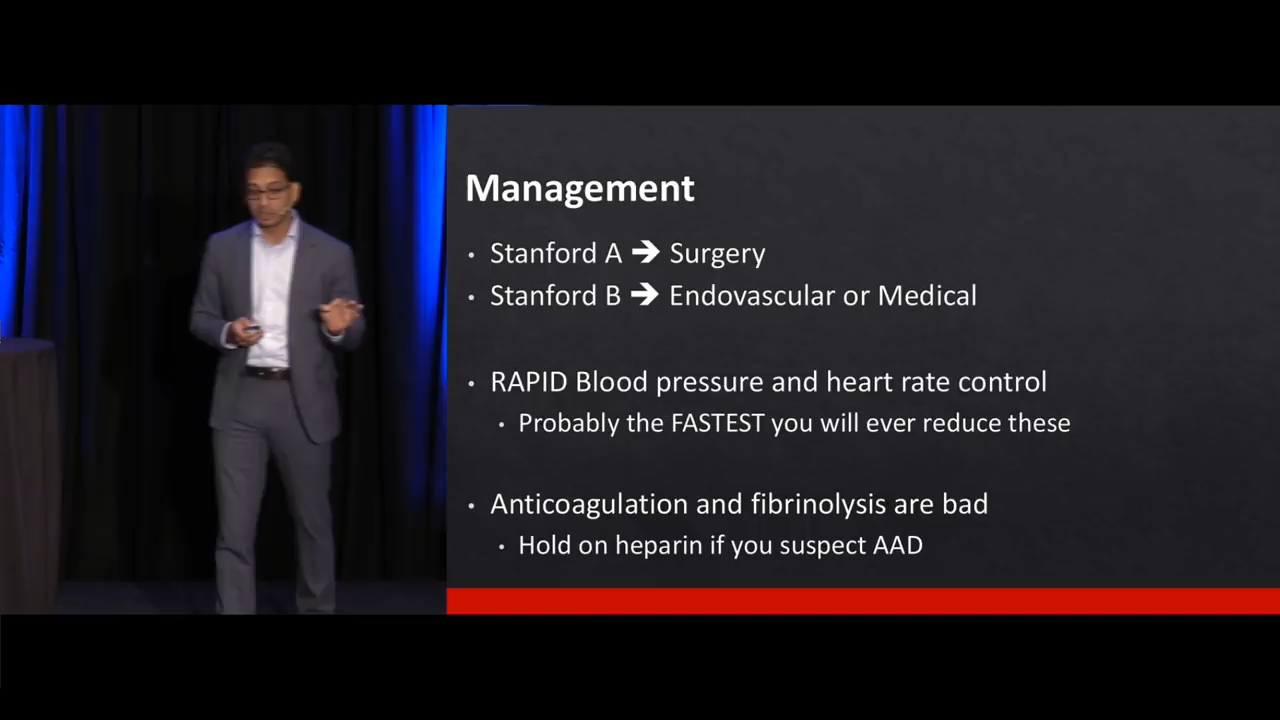 Management
• Stanford A ➔ Surgery
• Stanford B ➔ Endovascular or Medical
• RAPID Blood pressure and heart rate control
• Probably the FASTEST you will ever reduce these
• Anticoagulation and fibrinolysis are bad
• Hold on heparin if you suspect AAD